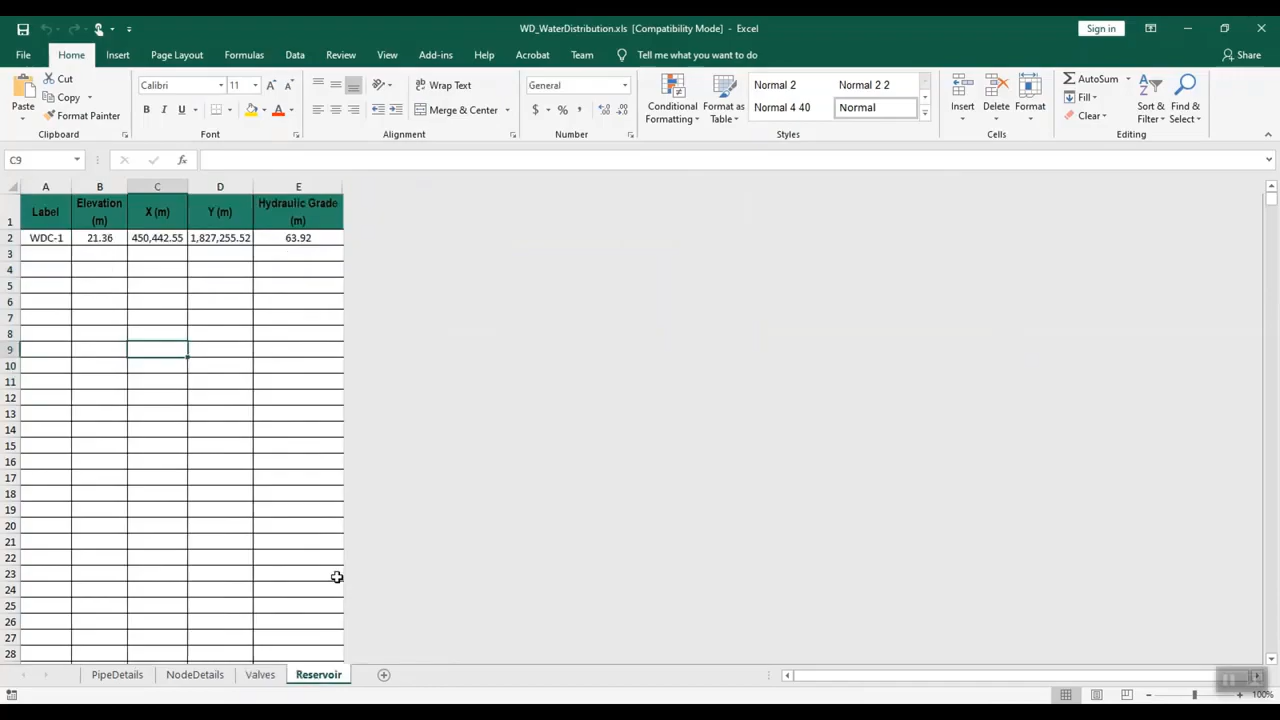 WD_WaterDistribution.xls [Compatibility Mode] - Excel
Sign in
File Home Insert Page Layout Formulas Data Review View Add-ins Help Acrobat Team Tell me what you want to do Share
Paste
Cut
Copy
Format Painter
Clipboard
Calibri 11
B I U
Font
Wrap Text
Merge & Center
Alignment
General
$ % ,
Number
Conditional Formatting
Format as Table
Normal 2 Normal 2 2
Normal 4 40 Normal
Styles
Insert Delete Format
Cells
AutoSum
Fill
Clear
Sort & Filter
Find & Select
Editing
C9
fx
A B C D E
1 Label Elevation (m) X (m) Y (m) Hydraulic Grade (m)
2 WDC-1 21.36 450,442.55 1,827,255.52 63.92
3
4
5
6
7
8
9
10
11
12
13
14
15
16
17
18
19
20
21
22
23
24
25
26
27
28
PipeDetails NodeDetails Valves Reservoir
100%